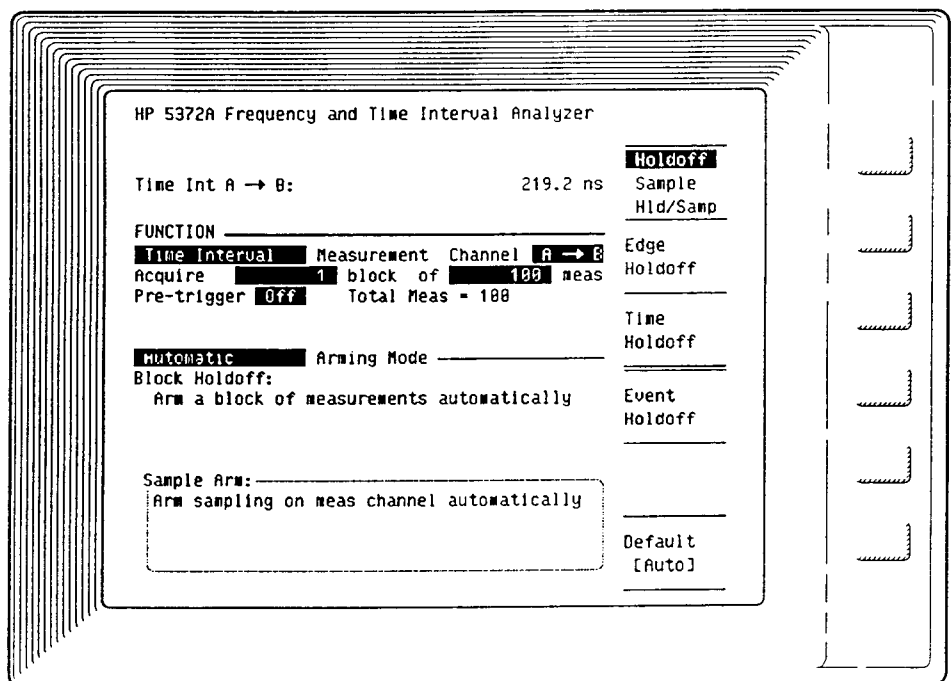 HP 5372A Frequency and Time Interval Analyzer
Time Int A → B: 219.2 ns
FUNCTION
Time Interval Measurement Channel A → B
Acquire 1 block of 100 meas
Pre-trigger Off Total Meas = 100
Automatic Arming Mode
Block Holdoff:
Arm a block of measurements automatically
Sample Arm:
Arm sampling on meas channel automatically
Holdoff
Sample
Hld/Samp
Edge
Holdoff
Time
Holdoff
Event
Holdoff
Default
[Auto]